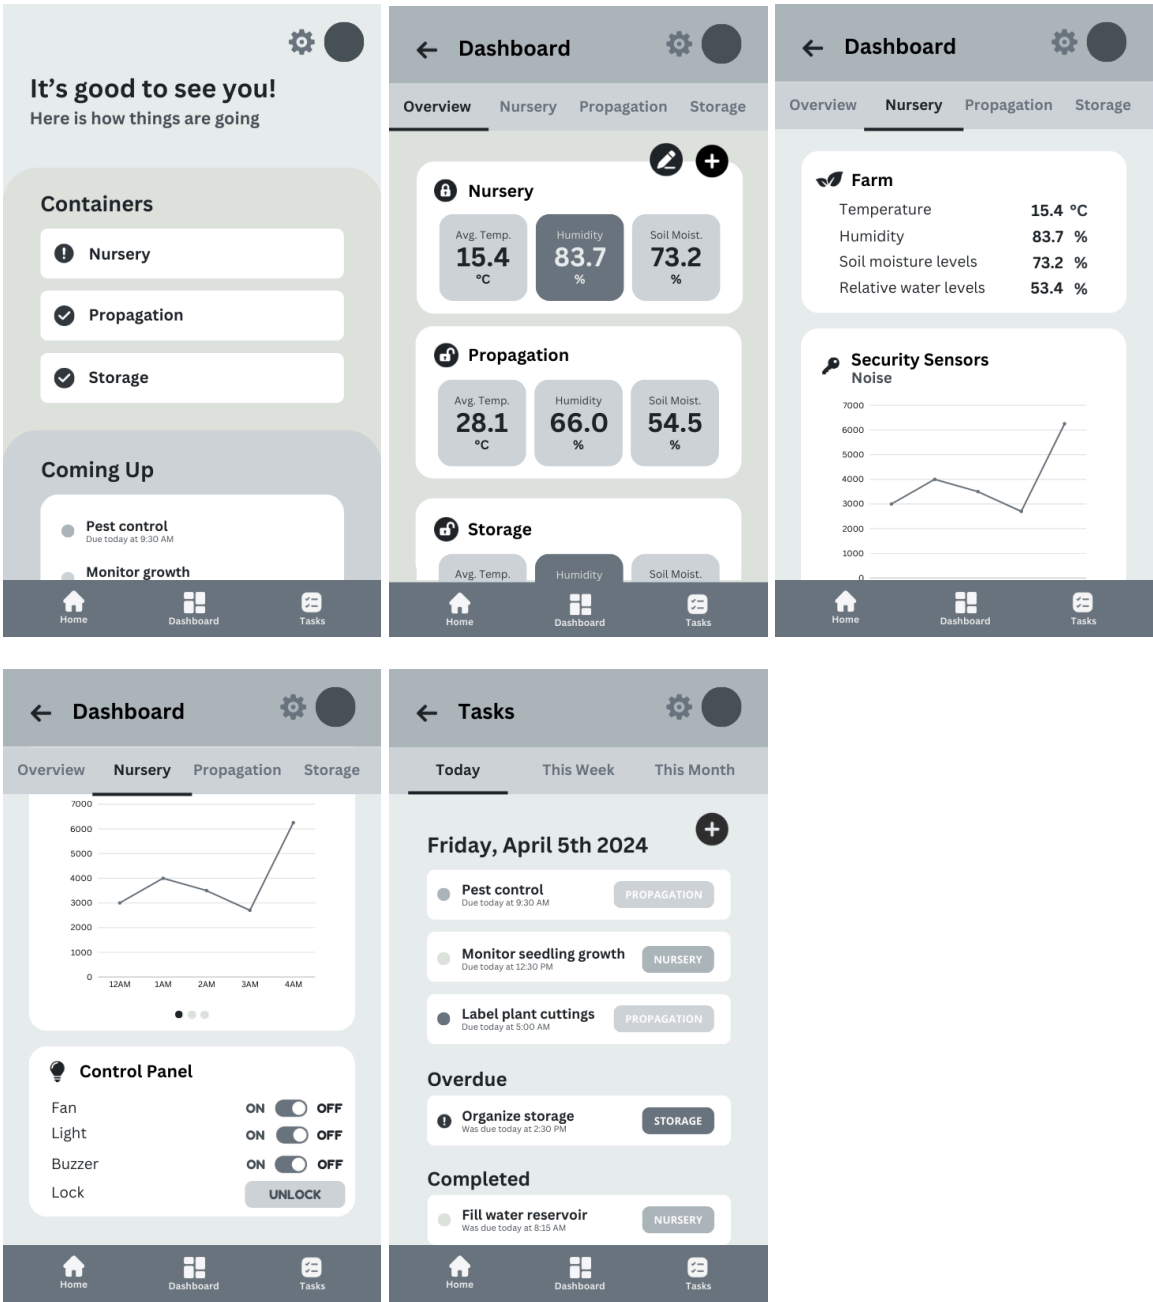 It's good to see you!
Here is how things are going
Containers
Nursery
Propagation
Storage
Coming Up
Pest control
Due today at 9:30 AM
Monitor growth
Home Dashboard Tasks
Dashboard
Overview Nursery Propagation Storage
Nursery
Avg. Temp. Humidity Soil Moist.
15.4 83.7 73.2
°C % %
Propagation
Avg. Temp. Humidity Soil Moist.
28.1 66.0 54.5
°C % %
Storage
Avg. Temp. Humidity Soil Moist.
Home Dashboard Tasks
Dashboard
Overview Nursery Propagation Storage
Farm
Temperature 15.4 °C
Humidity 83.7 %
Soil moisture levels 73.2 %
Relative water levels 53.4 %
Security Sensors
Noise
7000
6000
5000
4000
3000
2000
1000
0
Home Dashboard Tasks
Dashboard
Overview Nursery Propagation Storage
7000
6000
5000
4000
3000
2000
1000
0
12AM 1AM 2AM 3AM 4AM
Control Panel
Fan ON OFF
Light ON OFF
Buzzer ON OFF
Lock UNLOCK
Home Dashboard Tasks
Tasks
Today This Week This Month
Friday, April 5th 2024
Pest control
Due today at 9:30 AM
PROPAGATION
Monitor seedling growth
Due today at 12:30 PM
NURSERY
Label plant cuttings
Due today at 5:00 AM
PROPAGATION
Overdue
Organize storage
Was due today at 2:30 PM
STORAGE
Completed
Fill water reservoir
Was due today at 8:15 AM
NURSERY
Home Dashboard Tasks